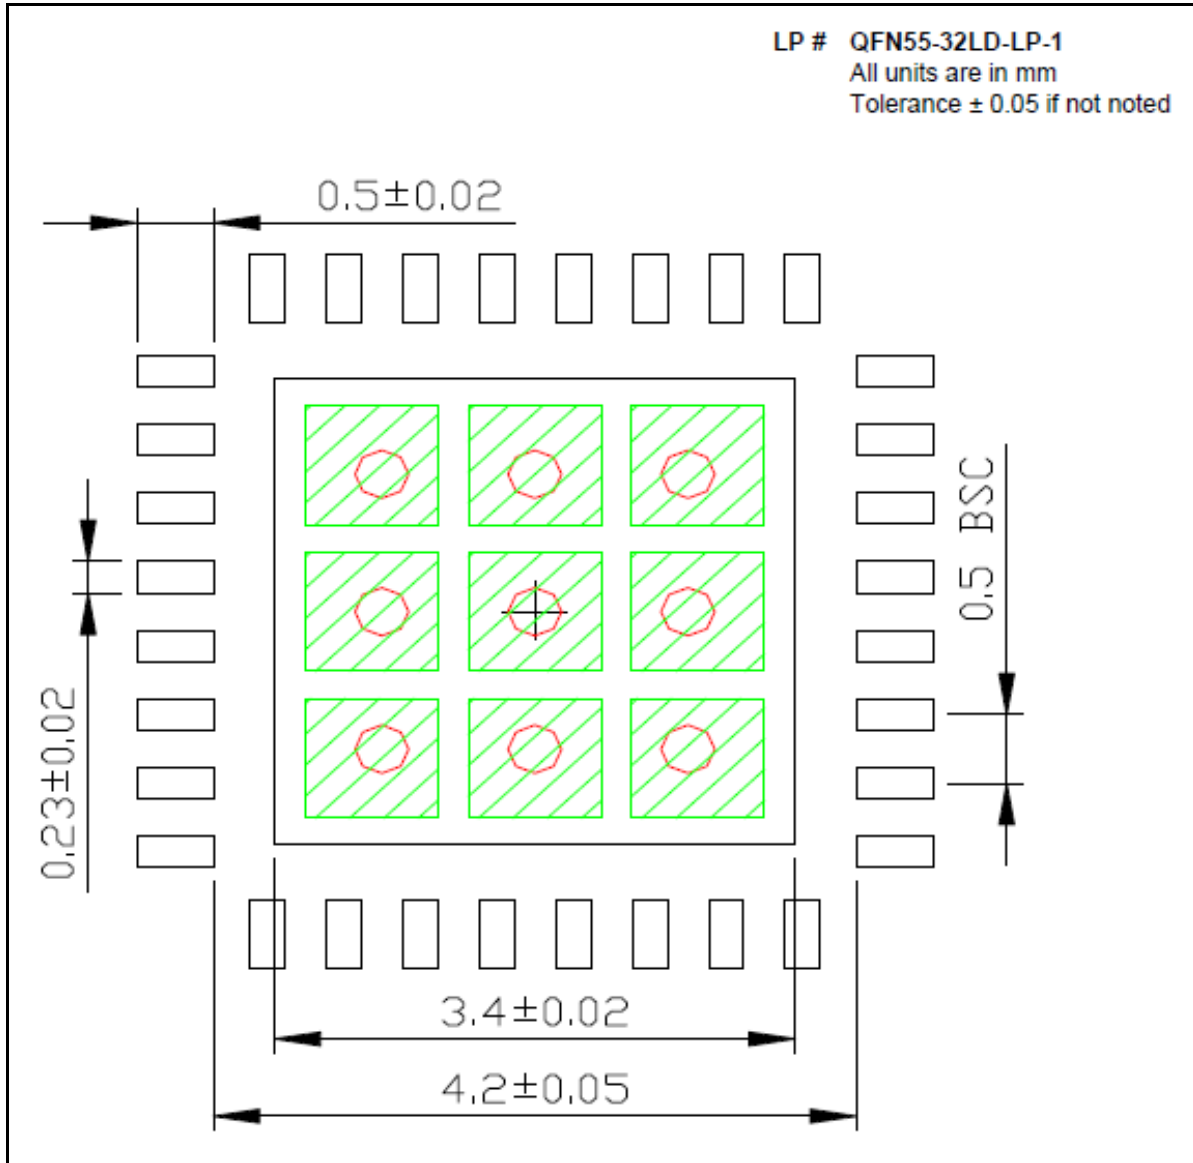 LP # QFN55-32LD-LP-1
All units are in mm
Tolerance ± 0.05 if not noted
0.5±0.02
0.5 BSC
0.23±0.02
3.4±0.02
4.2±0.05